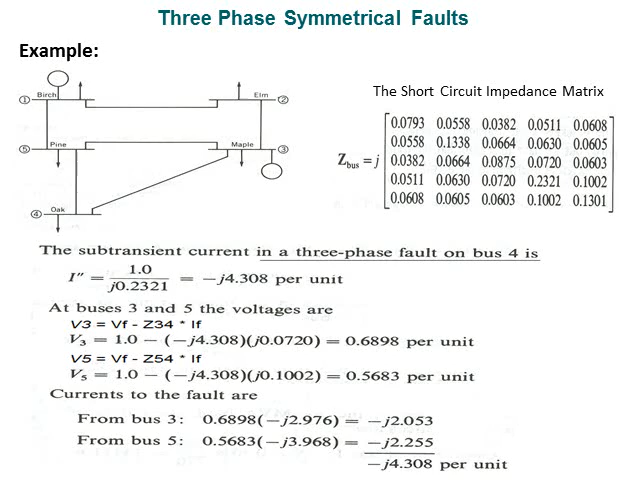 Three Phase Symmetrical Faults
Example:
The Short Circuit Impedance Matrix
① Birch
Elm ②
⑤ Pine
Maple ③
④ Oak
Zbus = j
0.0793 0.0558 0.0382 0.0511 0.0608
0.0558 0.1338 0.0664 0.0630 0.0605
0.0382 0.0664 0.0875 0.0720 0.0603
0.0511 0.0630 0.0720 0.2321 0.1002
0.0608 0.0605 0.0603 0.1002 0.1301
The subtransient current in a three-phase fault on bus 4 is
I″ = 1.0 / j0.2321 = −j4.308 per unit
At buses 3 and 5 the voltages are
V3 = Vf - Z34 * If
V3 = 1.0 − (−j4.308)(j0.0720) = 0.6898 per unit
V5 = Vf - Z54 * If
V5 = 1.0 − (−j4.308)(j0.1002) = 0.5683 per unit
Currents to the fault are
From bus 3: 0.6898(−j2.976) = −j2.053
From bus 5: 0.5683(−j3.968) = −j2.255
−j4.308 per unit